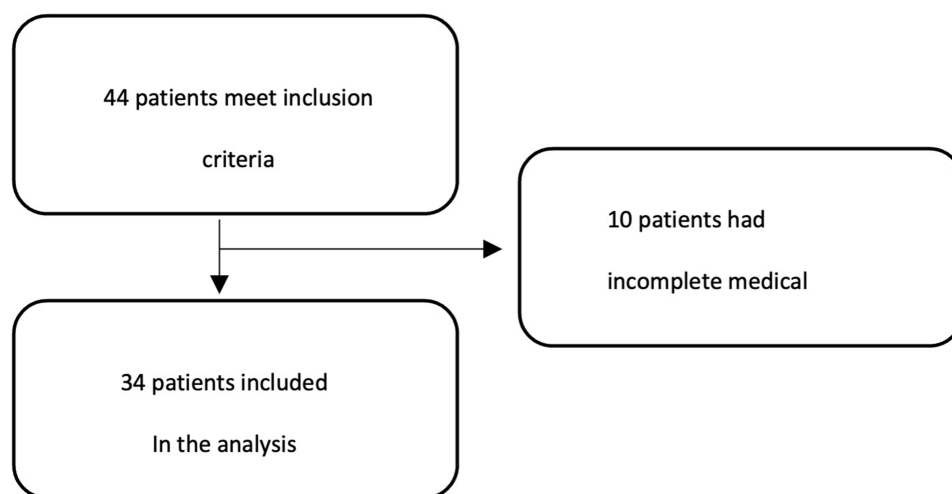 44 patients meet inclusion
criteria
10 patients had
incomplete medical
34 patients included
In the analysis